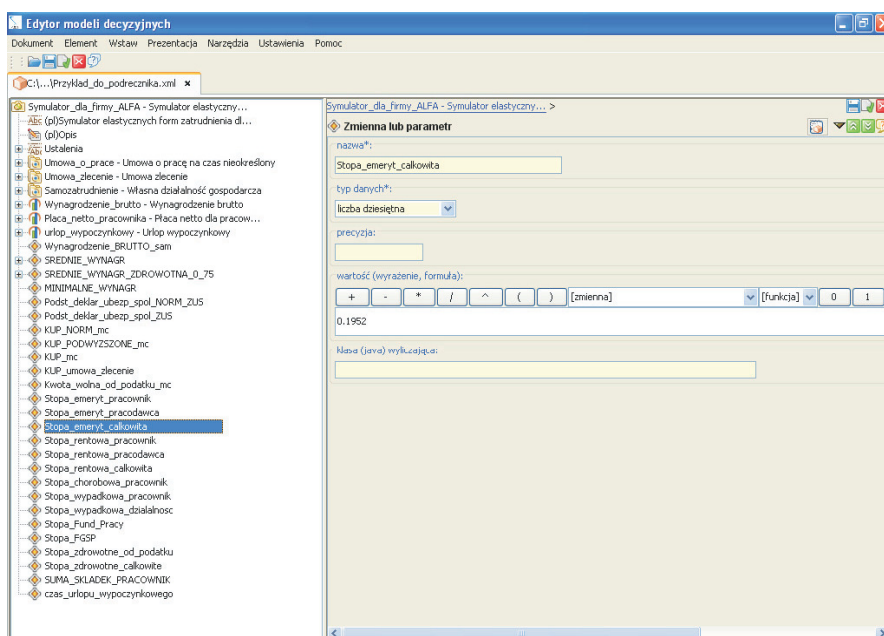 Edytor modeli decyzyjnych
Dokument Element Wstaw Prezentacja Narzędzia Ustawienia Pomoc
C:\...\Przyklad_do_podrecznika.xml x
Symulator_dla_firmy_ALFA - Symulator elastyczny...
Abc (pl)Symulator elastycznych form zatrudnienia dl...
(pl)Opis
Abc Ustalenia
Umowa_o_prace - Umowa o pracę na czas nieokreślony
Umowa_zlecenie - Umowa zlecenie
Samozatrudnienie - Własna działalność gospodarcza
Wynagrodzenie_brutto - Wynagrodzenie brutto
Płaca_netto_pracownika - Płaca netto dla pracow...
urlop_wypoczynkowy - Urlop wypoczynkowy
Wynagrodzenie_BRUTTO_sam
SREDNIE_WYNAGR
SREDNIE_WYNAGR_ZDROWOTNA_0_75
MINIMALNE_WYNAGR
Podst_deklar_ubezp_spol_NORM_ZUS
Podst_deklar_ubezp_spol_ZUS
KUP_NORM_mc
KUP_PODWYZSZONE_mc
KUP_mc
KUP_umowa_zlecenie
Kwota_wolna_od_podatku_mc
Stopa_emeryt_pracownik
Stopa_emeryt_pracodawca
Stopa_emeryt_calkowita
Stopa_rentowa_pracownik
Stopa_rentowa_pracodawca
Stopa_rentowa_calkowita
Stopa_chorobowa_pracownik
Stopa_wypadkowa_pracownik
Stopa_wypadkowa_dzialalnosc
Stopa_Fund_Pracy
Stopa_FGSP
Stopa_zdrowotne_od_podatku
Stopa_zdrowotne_calkowite
SUMA_SKLADEK_PRACOWNIK
czas_urlopu_wypoczynkowego
Symulator_dla_firmy_ALFA - Symulator elastyczny... >
Zmienna lub parametr
nazwa*:
Stopa_emeryt_calkowita
typ danych*:
liczba dziesiętna
precyzja:
wartość (wyrażenie, formuła):
+ - * / ^ ( ) [zmienna] [funkcja] 0 1
0.1952
klasa (java) wyliczająca: